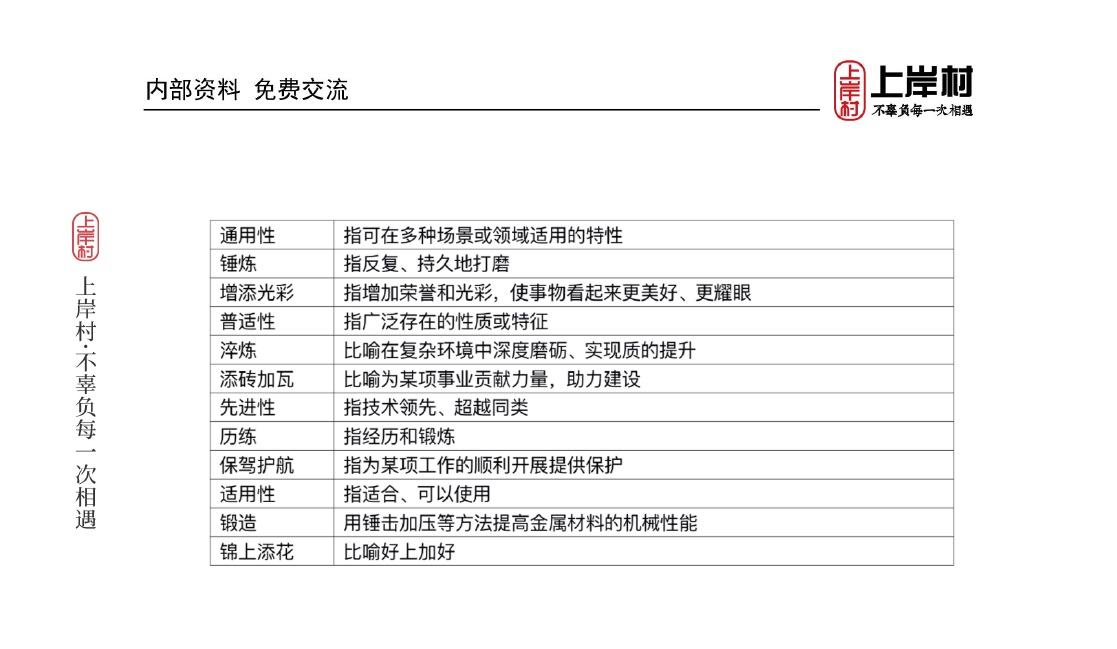 内部资料 免费交流
上岸村
上岸村
不辜负每一次相遇
上岸村
上岸村·不辜负每一次相遇
通用性 指可在多种场景或领域适用的特性
锤炼 指反复、持久地打磨
增添光彩 指增加荣誉和光彩，使事物看起来更美好、更耀眼
普适性 指广泛存在的性质或特征
淬炼 比喻在复杂环境中深度磨砺、实现质的提升
添砖加瓦 比喻为某项事业贡献力量，助力建设
先进性 指技术领先、超越同类
历练 指经历和锻炼
保驾护航 指为某项工作的顺利开展提供保护
适用性 指适合、可以使用
锻造 用锤击加压等方法提高金属材料的机械性能
锦上添花 比喻好上加好